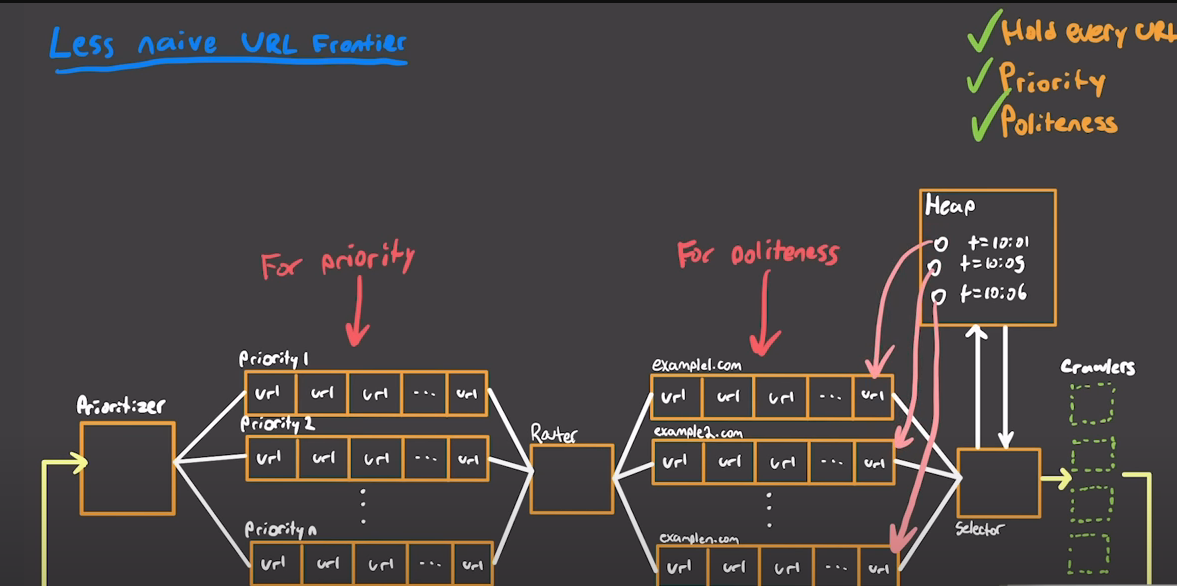 Less naive URL Frontier
Hold every URL
Priority
Politeness
Heap
t=10:01
t=10:05
t=10:06
For priority
For politeness
Crawlers
Prioritizer
Priority 1
url url url ... url
Priority 2
url url url ... url
Priority n
url url url ... url
Router
example1.com
url url url ... url
example2.com
url url url ... url
examplen.com
url url url ... url
Selector